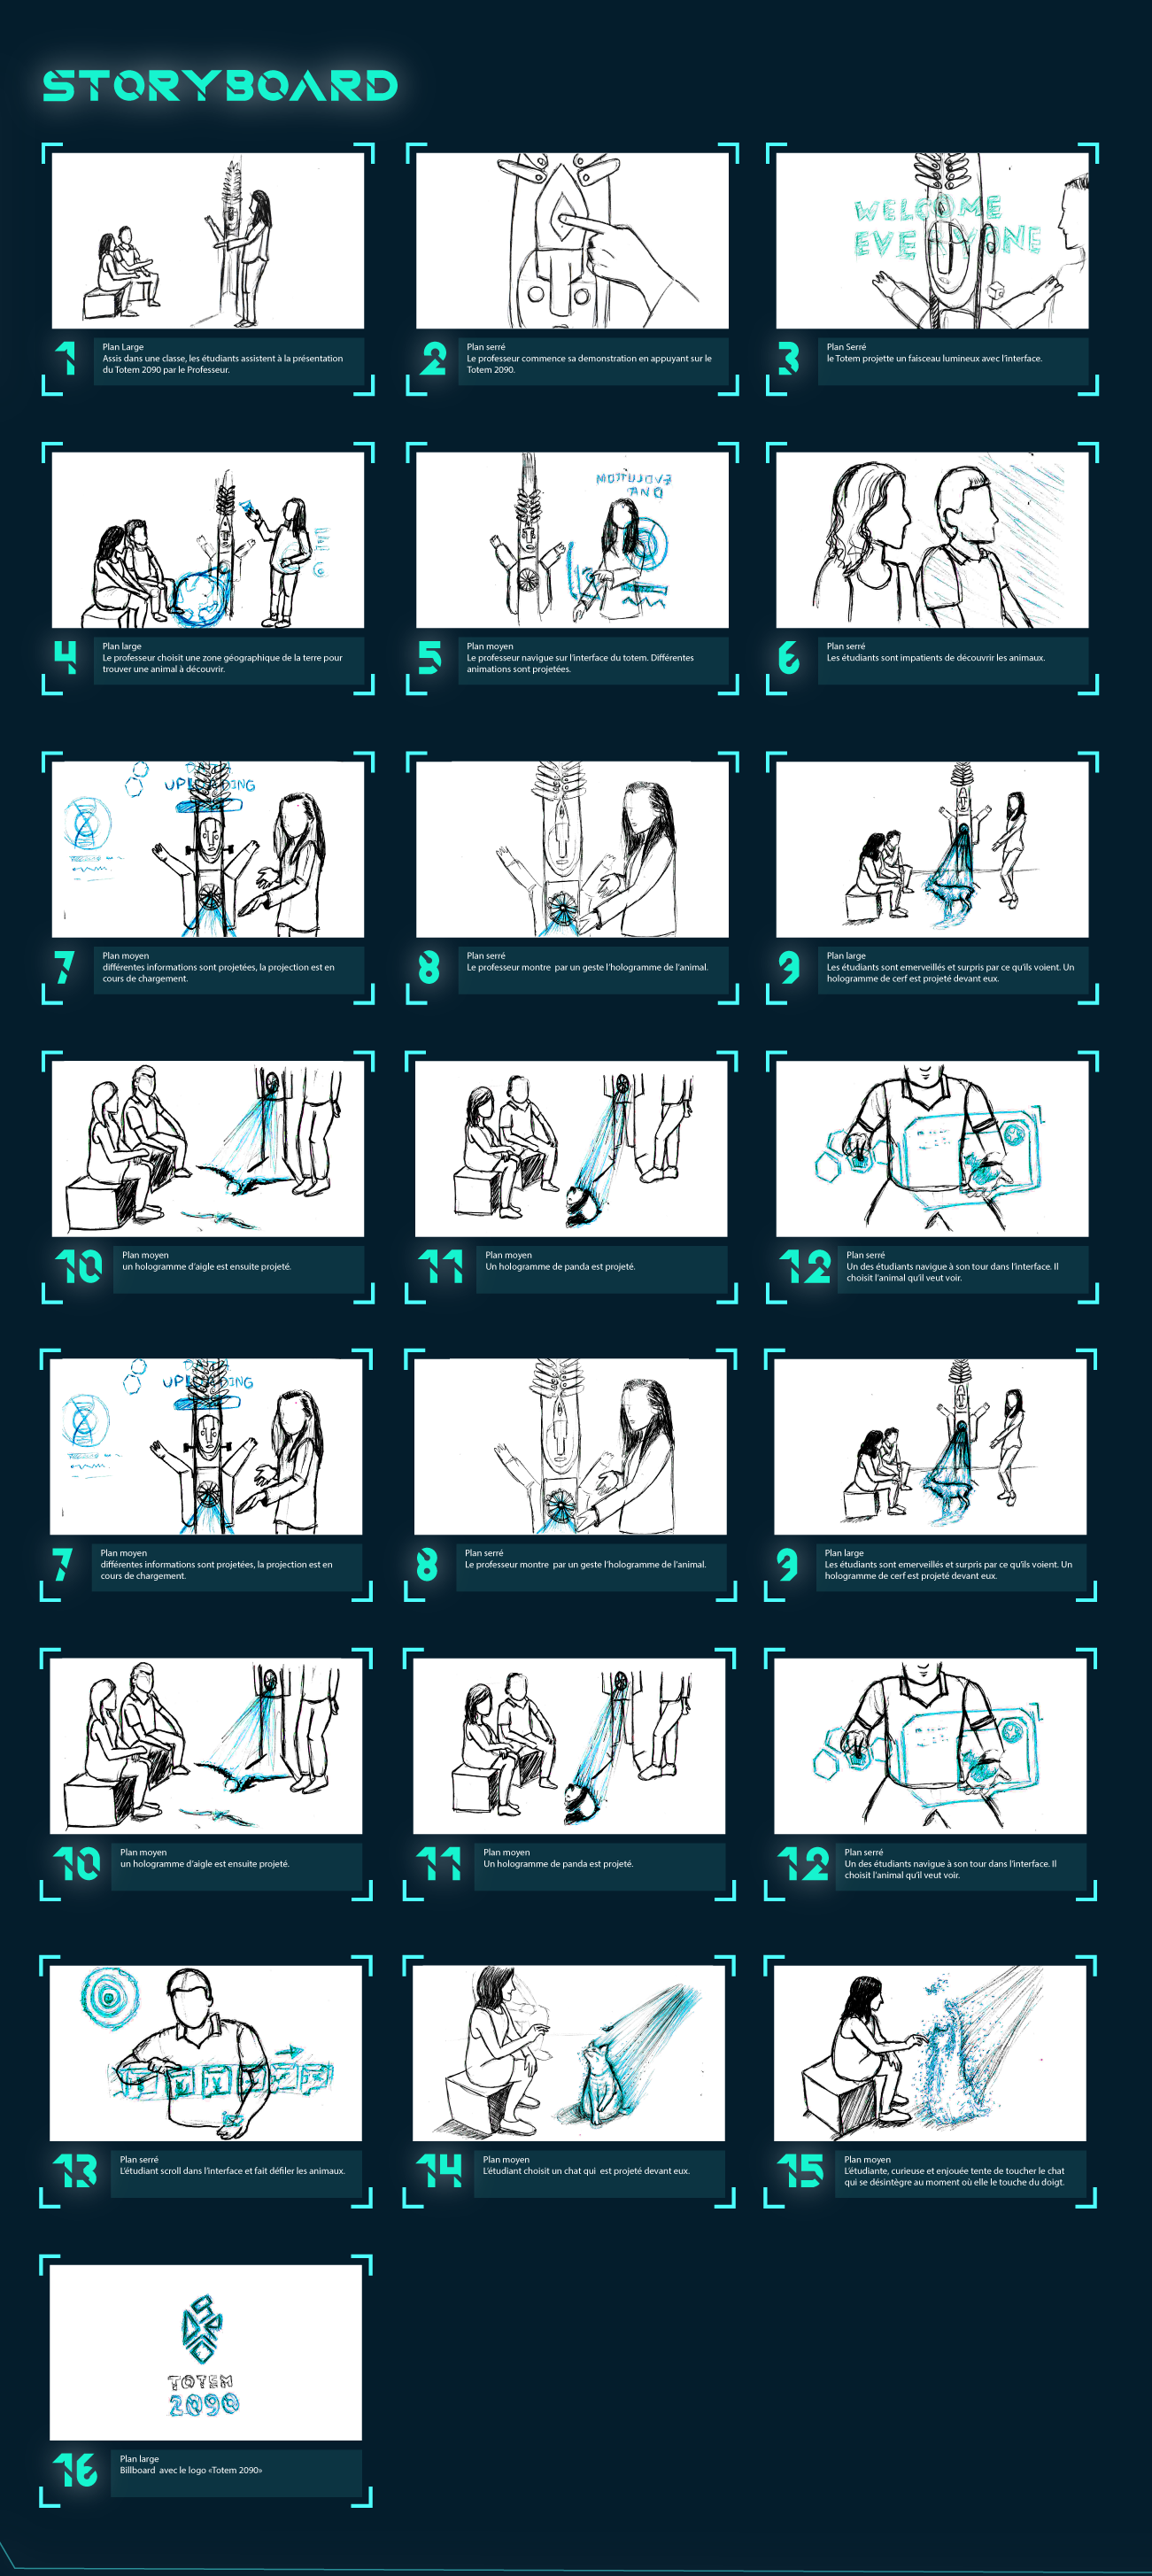 STORYBOARD
WELCOME
EVERYONE
1
Plan Large
Assis dans une classe, les étudiants assistent à la présentation
du Totem 2090 par le Professeur.
2
Plan serré
Le professeur commence sa demonstration en appuyant sur le
Totem 2090.
3
Plan Serré
le Totem projette un faisceau lumineux avec l'interface.
4
Plan large
Le professeur choisit une zone géographique de la terre pour
trouver une animal à découvrir.
5
Plan moyen
Le professeur navigue sur l'interface du totem. Différentes
animations sont projetées.
6
Plan serré
Les étudiants sont impatients de découvrir les animaux.
DATA
UPLOADING
7
Plan moyen
différentes informations sont projetées, la projection est en
cours de chargement.
8
Plan serré
Le professeur montre  par un geste l'hologramme de l'animal.
9
Plan large
Les étudiants sont emerveillés et surpris par ce qu'ils voient. Un
hologramme de cerf est projeté devant eux.
10
Plan moyen
un hologramme d'aigle est ensuite projeté.
11
Plan moyen
Un hologramme de panda est projeté.
12
Plan serré
Un des étudiants navigue à son tour dans l'interface. Il
choisit l'animal qu'il veut voir.
DATA
UPLOADING
7
Plan moyen
différentes informations sont projetées, la projection est en
cours de chargement.
8
Plan serré
Le professeur montre  par un geste l'hologramme de l'animal.
9
Plan large
Les étudiants sont emerveillés et surpris par ce qu'ils voient. Un
hologramme de cerf est projeté devant eux.
10
Plan moyen
un hologramme d'aigle est ensuite projeté.
11
Plan moyen
Un hologramme de panda est projeté.
12
Plan serré
Un des étudiants navigue à son tour dans l'interface. Il
choisit l'animal qu'il veut voir.
13
Plan serré
L'étudiant scroll dans l'interface et fait défiler les animaux.
14
Plan moyen
L'étudiant choisit un chat qui  est projeté devant eux.
15
Plan moyen
L'étudiante, curieuse et enjouée tente de toucher le chat
qui se désintègre au moment où elle le touche du doigt.
TOTEM
2090
16
Plan large
Billboard  avec le logo «Totem 2090»